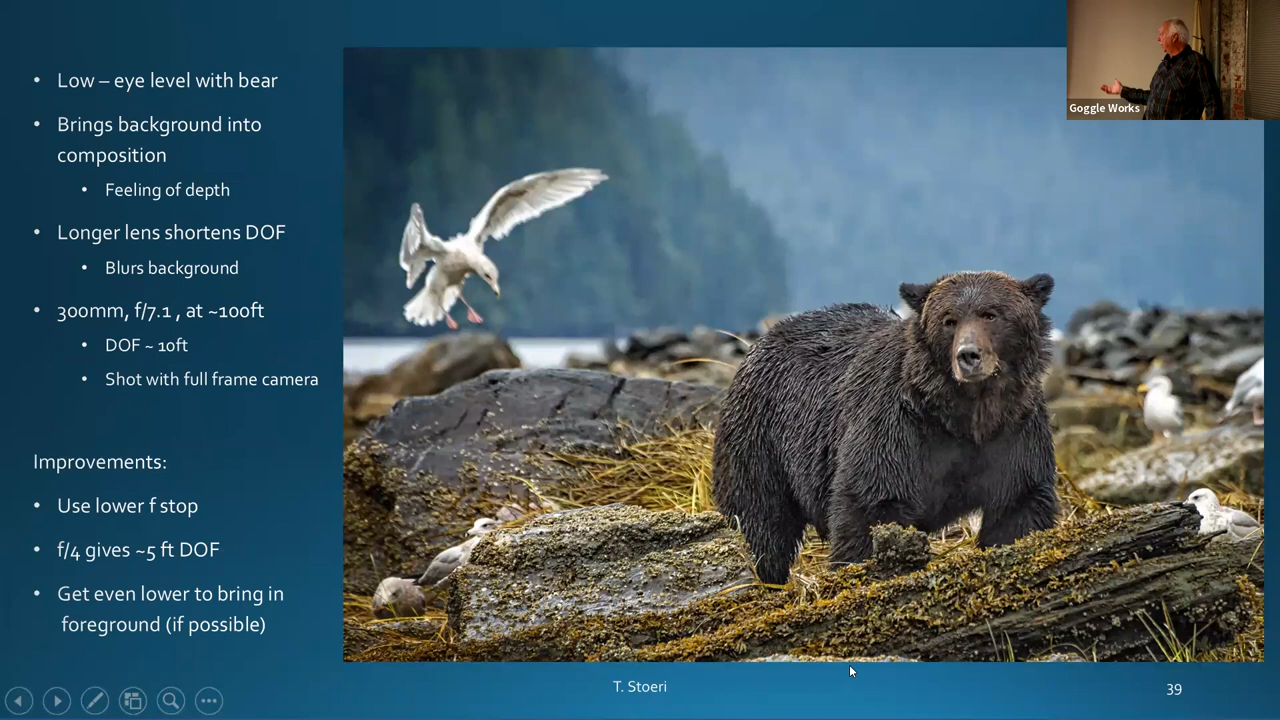 • Low – eye level with bear
• Brings background into
composition
• Feeling of depth
• Longer lens shortens DOF
• Blurs background
• 300mm, f/7.1 , at ~100ft
• DOF ~ 10ft
• Shot with full frame camera
Improvements:
• Use lower f stop
• f/4 gives ~5 ft DOF
• Get even lower to bring in
foreground (if possible)
Goggle Works
T. Stoeri
39